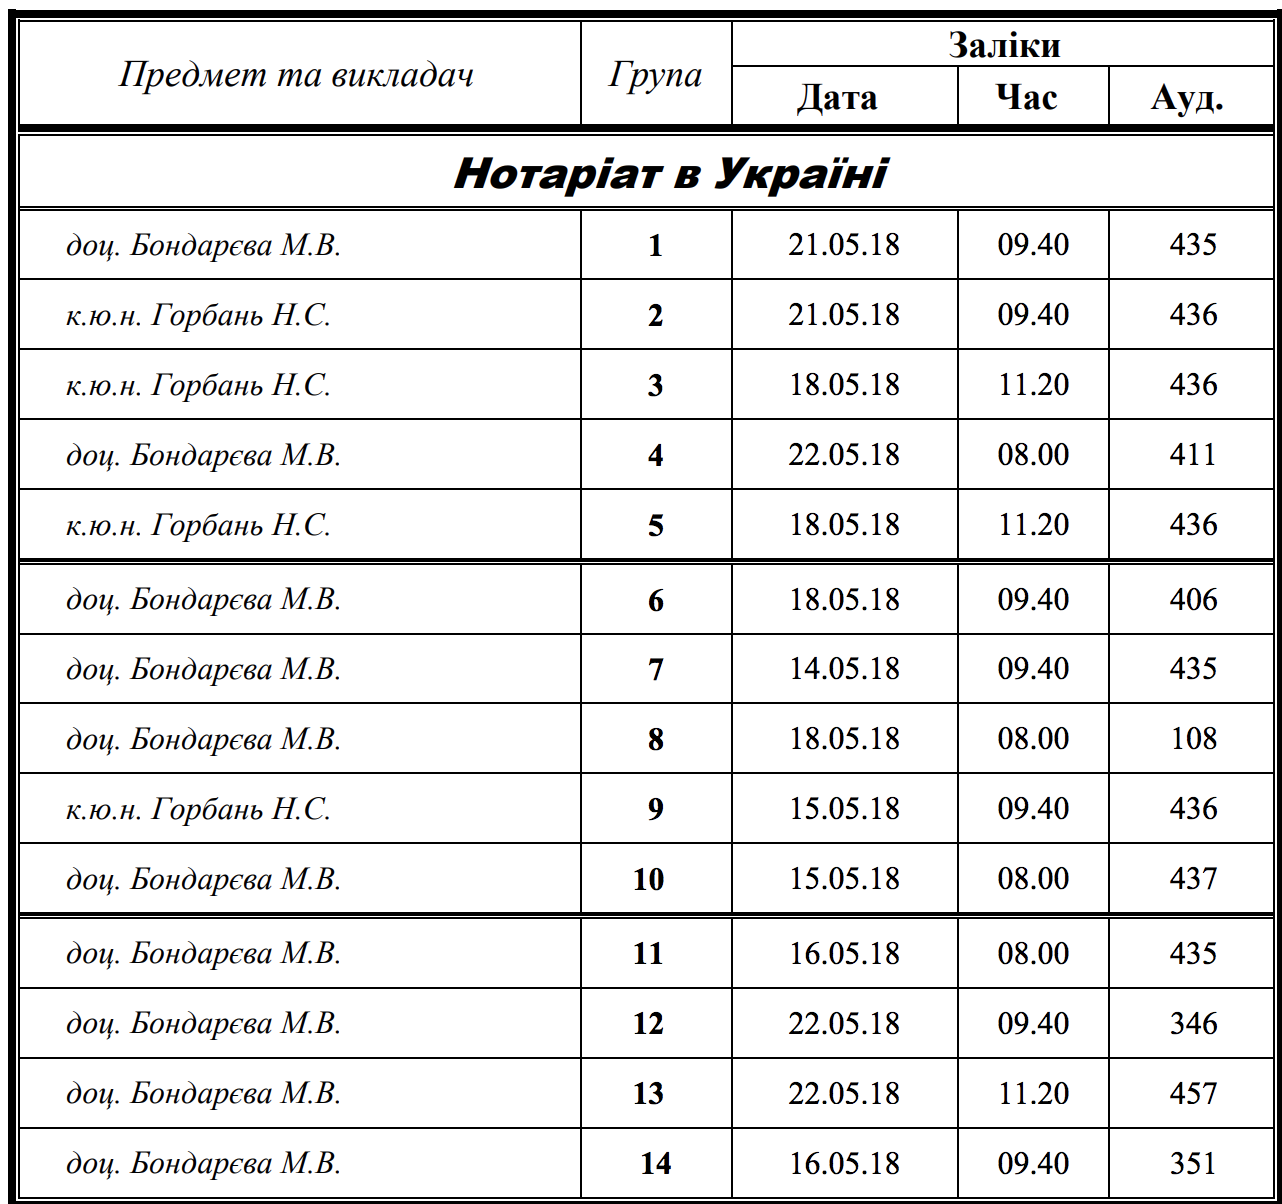 Предмет та викладач Група Заліки
Дата Час Ауд.
Нотаріат в Україні
доц. Бондарєва М.В. 1 21.05.18 09.40 435
к.ю.н. Горбань Н.С. 2 21.05.18 09.40 436
к.ю.н. Горбань Н.С. 3 18.05.18 11.20 436
доц. Бондарєва М.В. 4 22.05.18 08.00 411
к.ю.н. Горбань Н.С. 5 18.05.18 11.20 436
доц. Бондарєва М.В. 6 18.05.18 09.40 406
доц. Бондарєва М.В. 7 14.05.18 09.40 435
доц. Бондарєва М.В. 8 18.05.18 08.00 108
к.ю.н. Горбань Н.С. 9 15.05.18 09.40 436
доц. Бондарєва М.В. 10 15.05.18 08.00 437
доц. Бондарєва М.В. 11 16.05.18 08.00 435
доц. Бондарєва М.В. 12 22.05.18 09.40 346
доц. Бондарєва М.В. 13 22.05.18 11.20 457
доц. Бондарєва М.В. 14 16.05.18 09.40 351